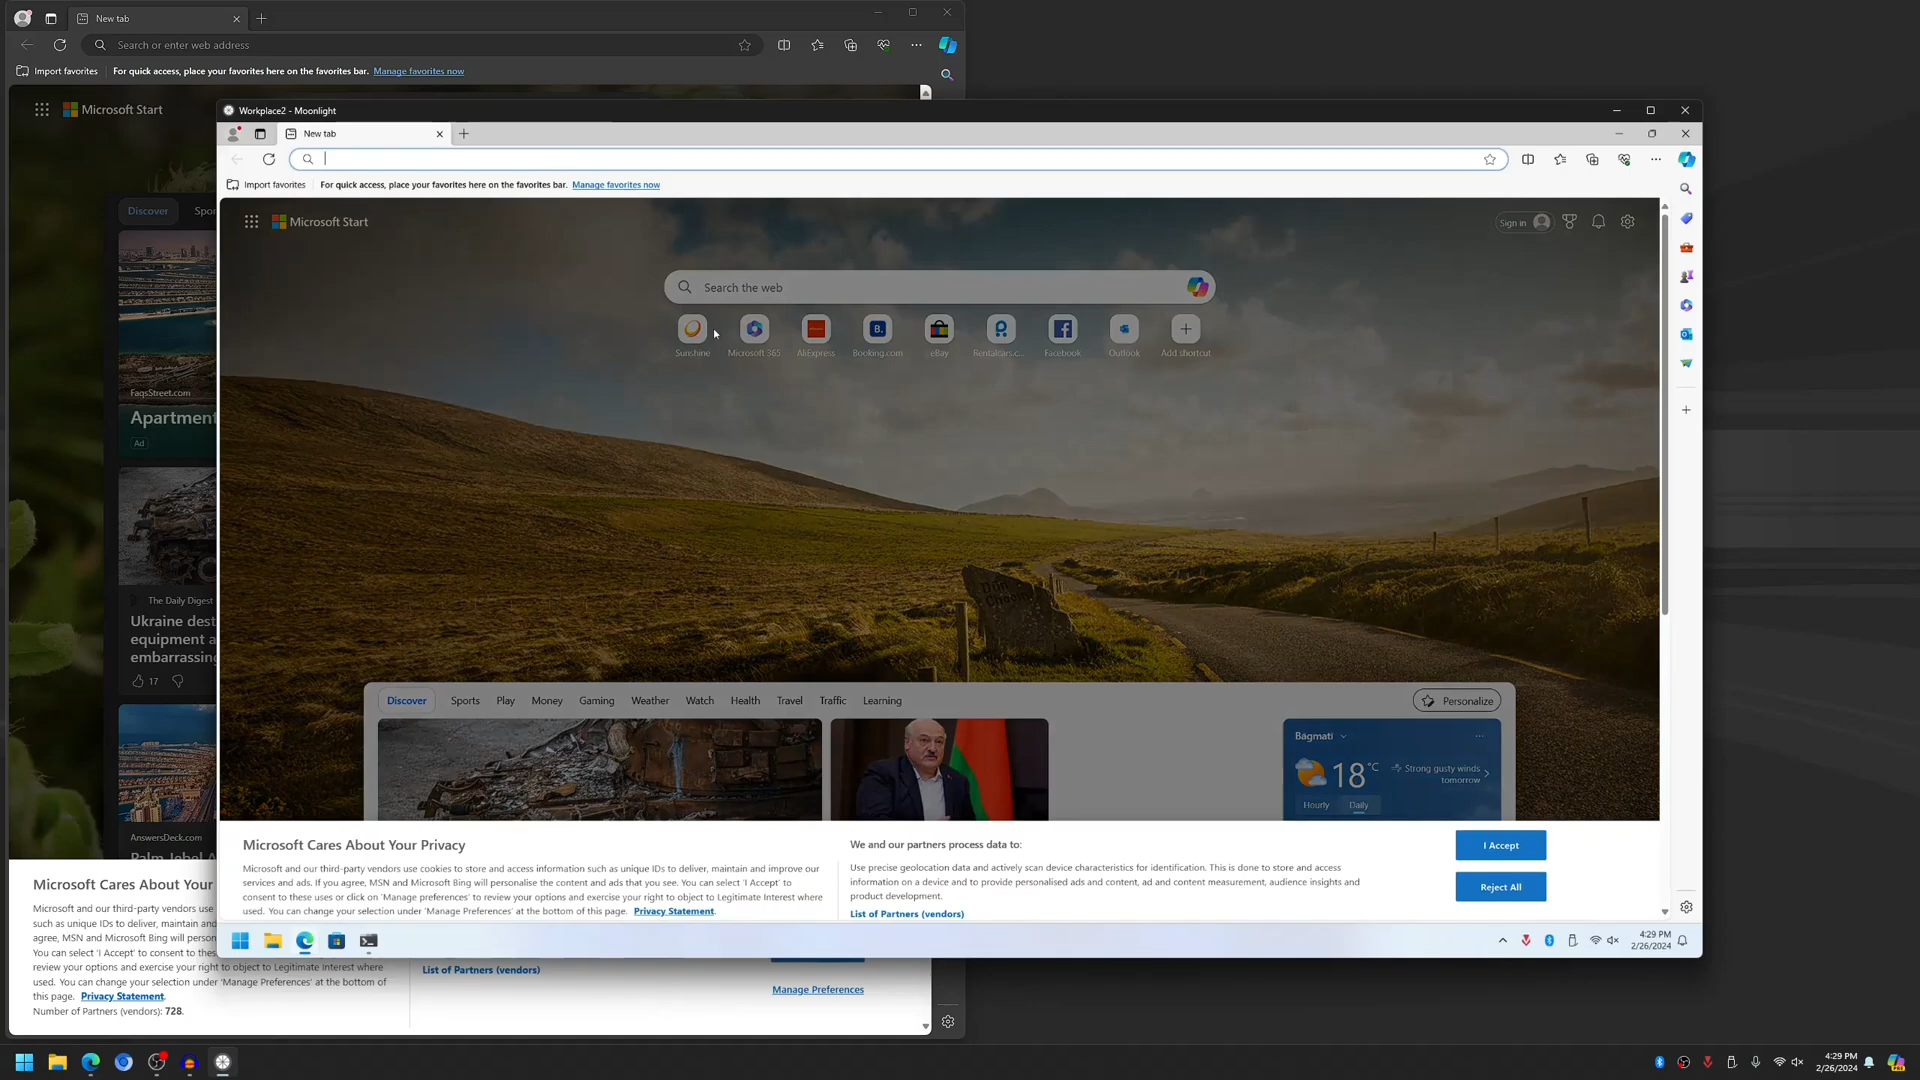 New tab
Search or enter web address
Import favorites
For quick access, place your favorites here on the favorites bar. Manage favorites now
Microsoft Start
Discover
Spo
FaqsStreet.com
Apartment
Ad
The Daily Digest
Ukraine dest
equipment a
embarrassing
17
AnswersDeck.com
Palm Jebel A
Microsoft Cares About Your
Microsoft and our third-party vendors use
such as unique IDs to deliver, maintain and
agree, MSN and Microsoft Bing will person
You can select 'I Accept' to consent to these
review your options and exercise your right to object to Legitimate Interest where
used. You can change your selection under 'Manage Preferences' at the bottom of
this page. Privacy Statement.
Number of Partners (vendors): 728.
List of Partners (vendors)
Manage Preferences
Workplace2 - Moonlight
New tab
Import favorites
For quick access, place your favorites here on the favorites bar. Manage favorites now
Microsoft Start
Sign in
Search the web
Sunshine
Microsoft 365
AliExpress
Booking.com
eBay
Rentalcars.c...
Facebook
Outlook
Add shortcut
Discover
Sports
Play
Money
Gaming
Weather
Watch
Health
Travel
Traffic
Learning
Personalize
Bāgmatī
18 °C
Strong gusty winds
tomorrow
Hourly
Daily
Microsoft Cares About Your Privacy
Microsoft and our third-party vendors use cookies to store and access information such as unique IDs to deliver, maintain and improve our
services and ads. If you agree, MSN and Microsoft Bing will personalise the content and ads that you see. You can select 'I Accept' to
consent to these uses or click on 'Manage preferences' to review your options and exercise your right to object to Legitimate Interest where
used. You can change your selection under 'Manage Preferences' at the bottom of this page. Privacy Statement.
We and our partners process data to:
Use precise geolocation data and actively scan device characteristics for identification. This is done to store and access
information on a device and to provide personalised ads and content, ad and content measurement, audience insights and
product development.
List of Partners (vendors)
I Accept
Reject All
4:29 PM
2/26/2024
4:29 PM
2/26/2024